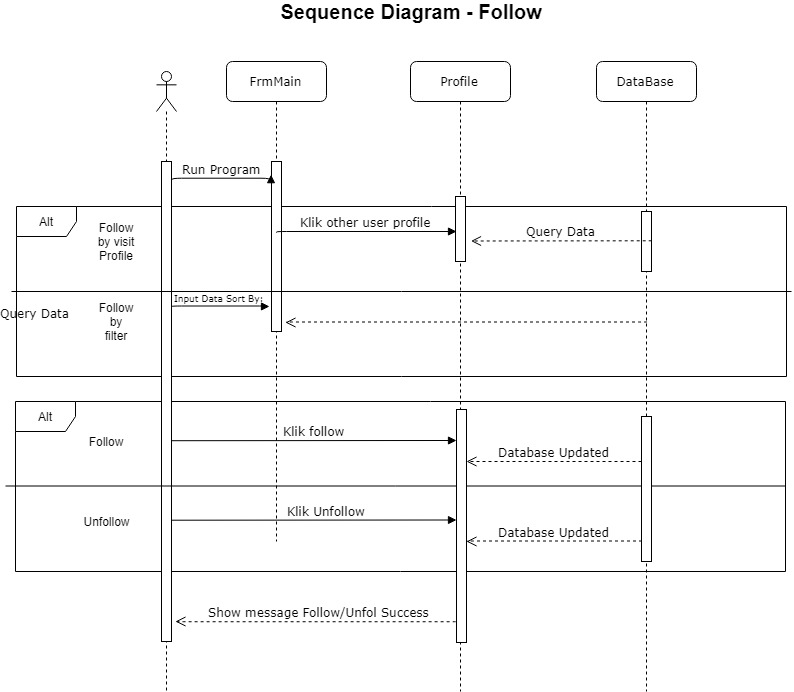 Sequence Diagram - Follow
FrmMain
Profile
DataBase
Run Program
Alt
Follow
by visit
Profile
Klik other user profile
Query Data
Input Data Sort By:
Query Data
Follow
by
filter
Alt
Follow
Klik follow
Database Updated
Unfollow
Klik Unfollow
Database Updated
Show message Follow/Unfol Success